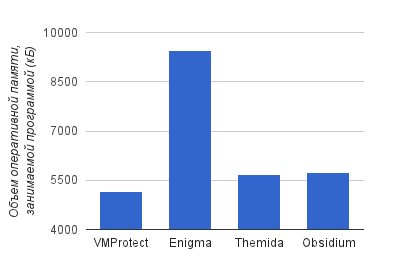 Объем оперативной памяти,
занимаемой программой (кБ)
10000
8500
7000
5500
4000
VMProtect Enigma Themida Obsidium